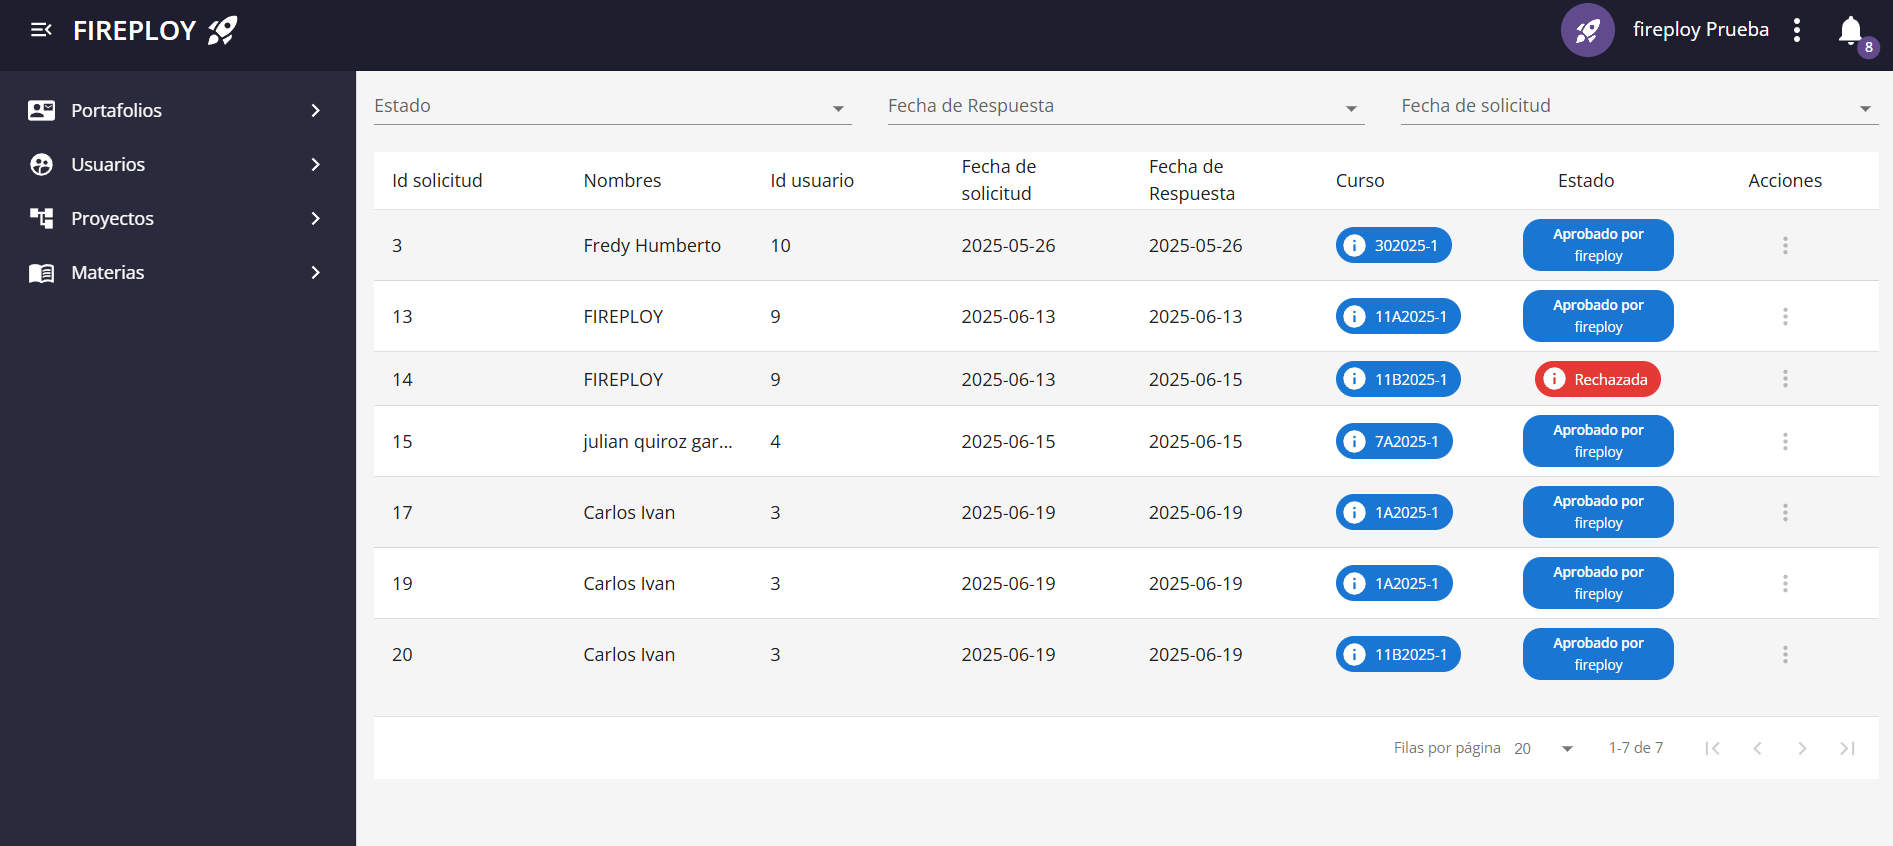 FIREPLOY
fireploy Prueba
8
Portafolios
Usuarios
Proyectos
Materias
Estado
Fecha de Respuesta
Fecha de solicitud
Id solicitud
Nombres
Id usuario
Fecha de
solicitud
Fecha de
Respuesta
Curso
Estado
Acciones
3 Fredy Humberto 10 2025-05-26 2025-05-26 302025-1 Aprobado por
fireploy
13 FIREPLOY 9 2025-06-13 2025-06-13 11A2025-1 Aprobado por
fireploy
14 FIREPLOY 9 2025-06-13 2025-06-15 11B2025-1 Rechazada
15 julian quiroz gar... 4 2025-06-15 2025-06-15 7A2025-1 Aprobado por
fireploy
17 Carlos Ivan 3 2025-06-19 2025-06-19 1A2025-1 Aprobado por
fireploy
19 Carlos Ivan 3 2025-06-19 2025-06-19 1A2025-1 Aprobado por
fireploy
20 Carlos Ivan 3 2025-06-19 2025-06-19 11B2025-1 Aprobado por
fireploy
Filas por página 20 1-7 de 7